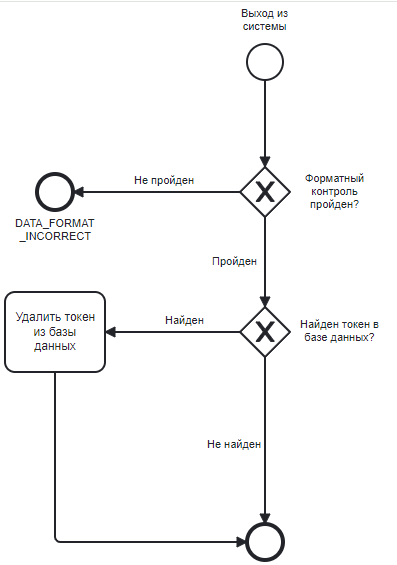 Выход из
системы
Не пройден
Форматный
контроль
пройден?
DATA_FORMAT
_INCORRECT
Пройден
Удалить токен
из базы
данных
Найден
Найден токен в
базе данных?
Не найден